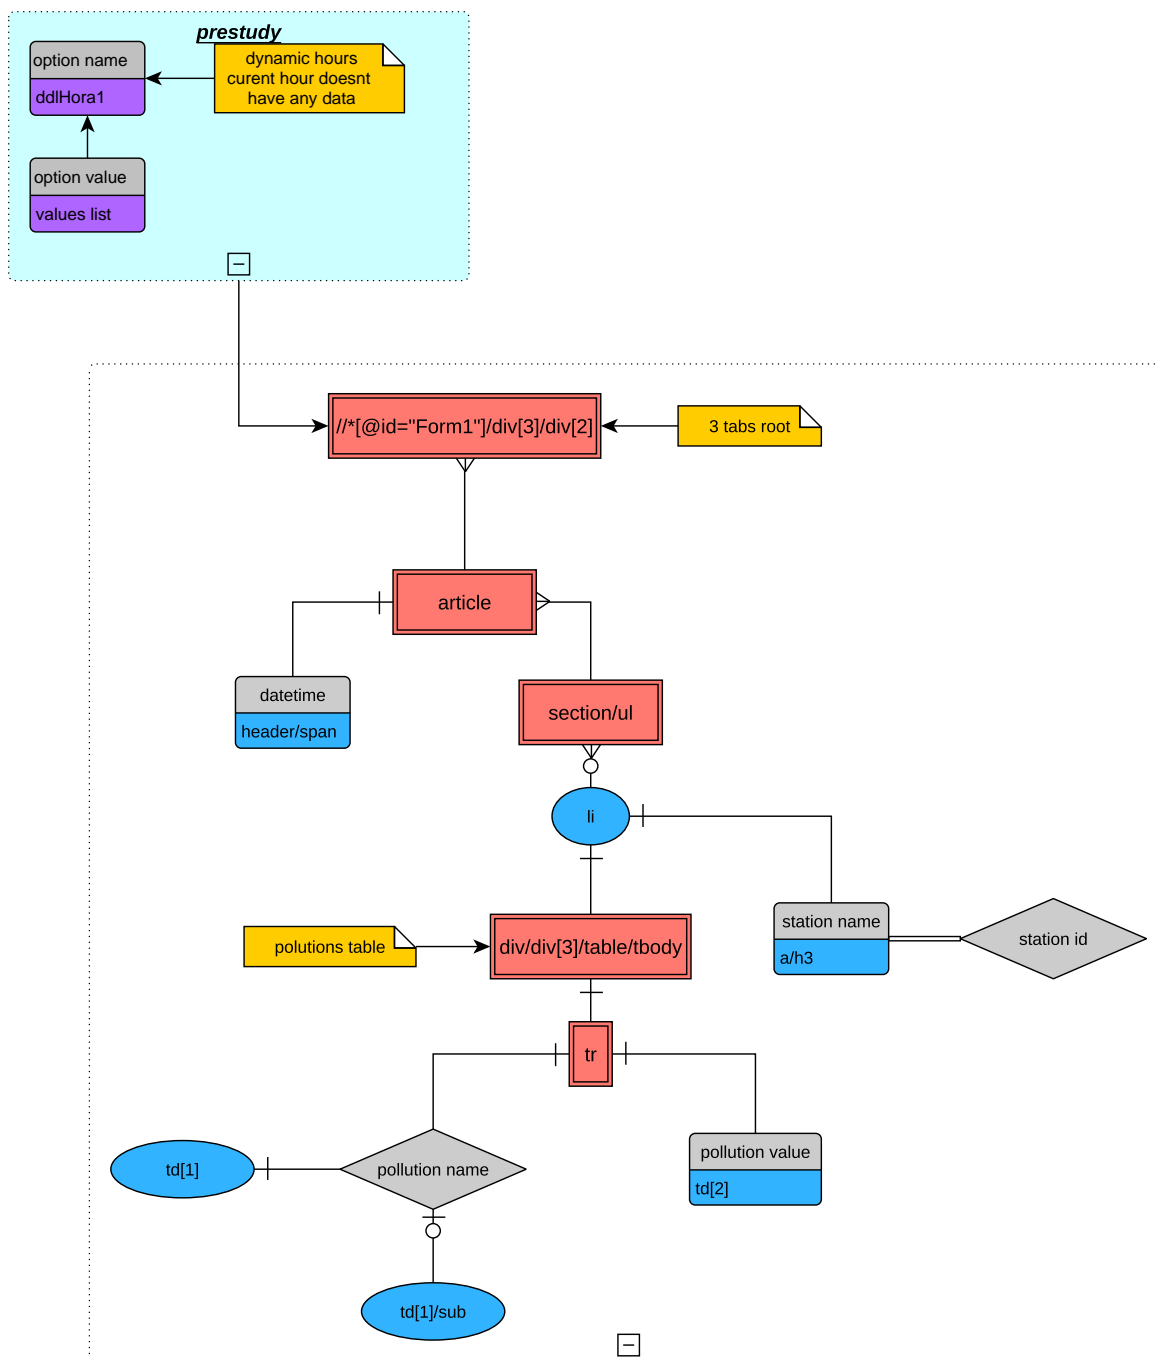 prestudy
option name
ddlHora1
dynamic hours
curent hour doesnt
have any data
option value
values list
//*[@id="Form1"]/div[3]/div[2]
3 tabs root
article
datetime
header/span
section/ul
li
station name
a/h3
station id
polutions table
div/div[3]/table/tbody
tr
pollution name
td[1]
pollution value
td[2]
td[1]/sub